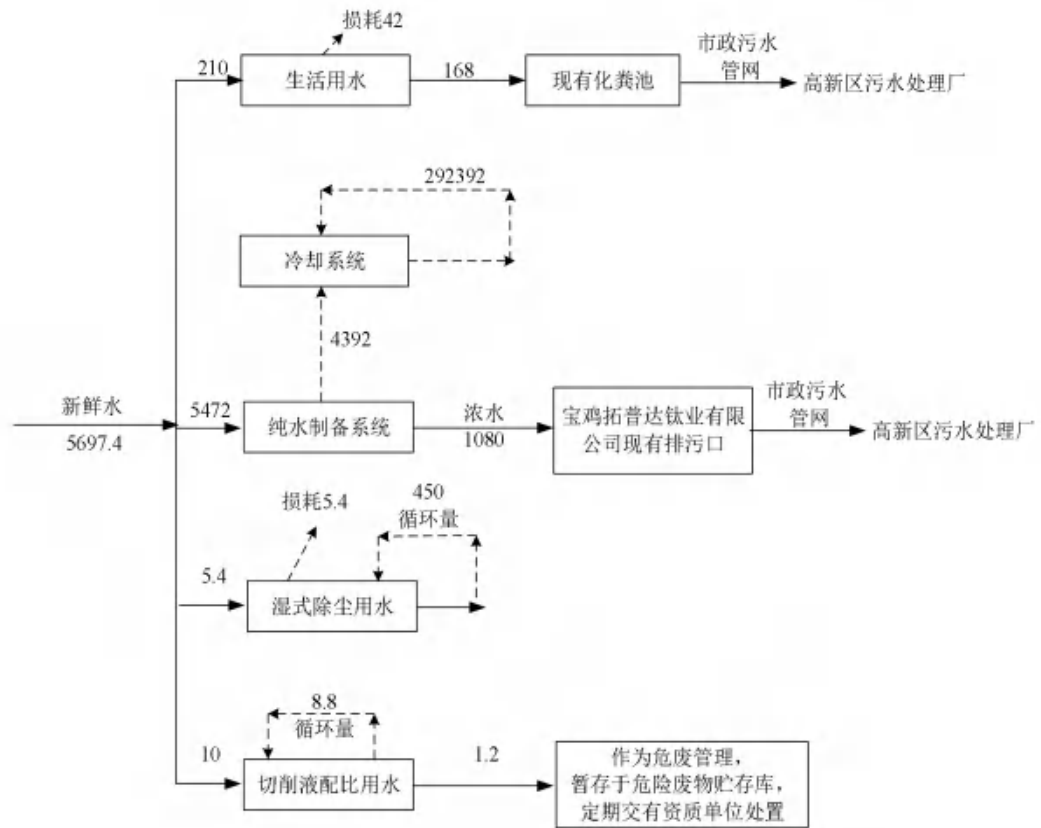 损耗42
210
生活用水
168
现有化粪池
市政污水
管网
高新区污水处理厂
292392
冷却系统
4392
新鲜水
5697.4
5472
纯水制备系统
浓水
1080
宝鸡拓普达钛业有限
公司现有排污口
市政污水
管网
高新区污水处理厂
损耗5.4
450
循环量
5.4
湿式除尘用水
8.8
循环量
10
切削液配比用水
1.2
作为危废管理，
暂存于危险废物贮存库，
定期交有资质单位处置